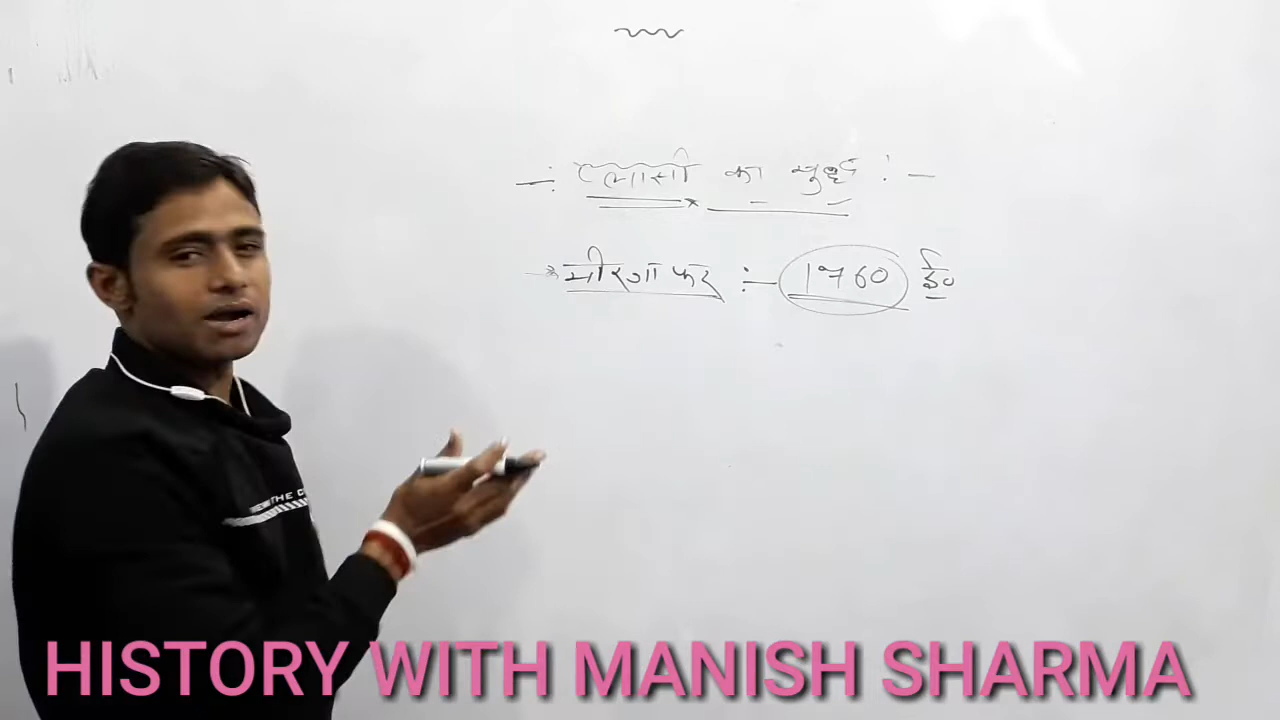 -: प्लासी का युद्ध :-
* मीरजाफर :- 1760 ई०
HISTORY WITH MANISH SHARMA